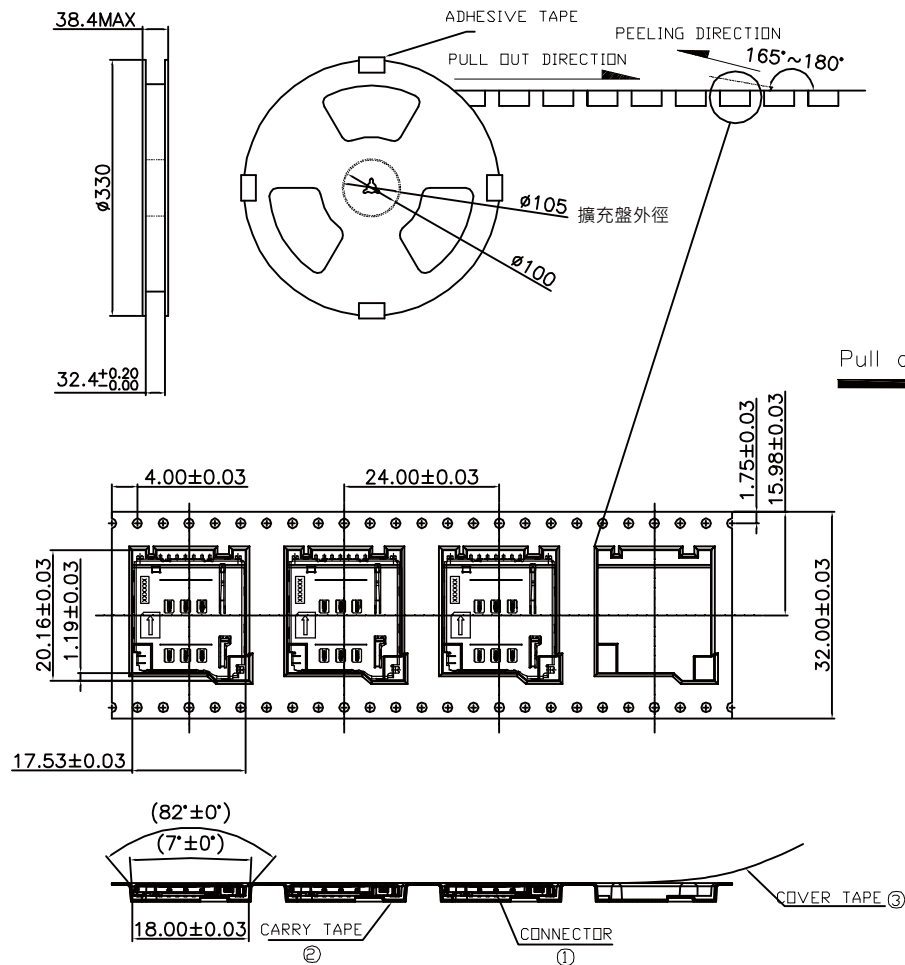 38.4MAX
ADHESIVE TAPE
PEELING DIRECTION
PULL OUT DIRECTION
165°~180°
ø330
ø105 擴充盤外徑
ø100
32.4+0.20 -0.00
Pull o
4.00±0.03
24.00±0.03
1.75±0.03
15.98±0.03
20.16±0.03
1.19±0.03
32.00±0.03
17.53±0.03
(82°±0°)
(7°±0°)
18.00±0.03
CARRY TAPE
②
CONNECTOR
①
COVER TAPE ③